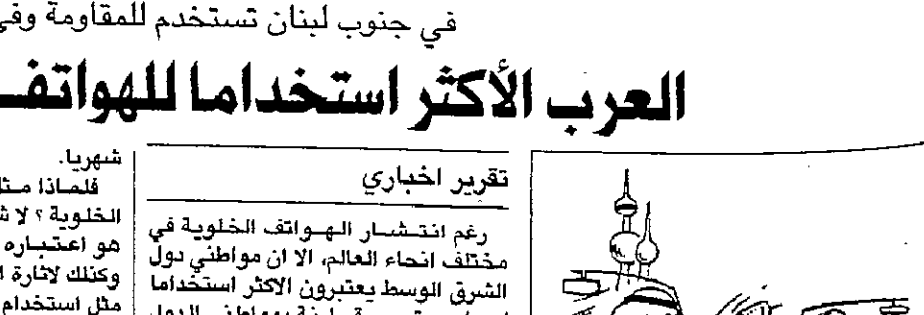 في جنوب لبنان تستخدم للمقاومة وفي
العرب الأكثر استخداما للهواتف
تقرير اخباري
رغم انتشار الهواتف الخلوية في
مختلف انحاء العالم، الا ان مواطني دول
الشرق الوسط يعتبرون الاكثر استخداما
شهريا.
فلماذا مثل
الخلوية ؟ لا
هو اعتباره
وكذلك لاثارة
مثل استخدام